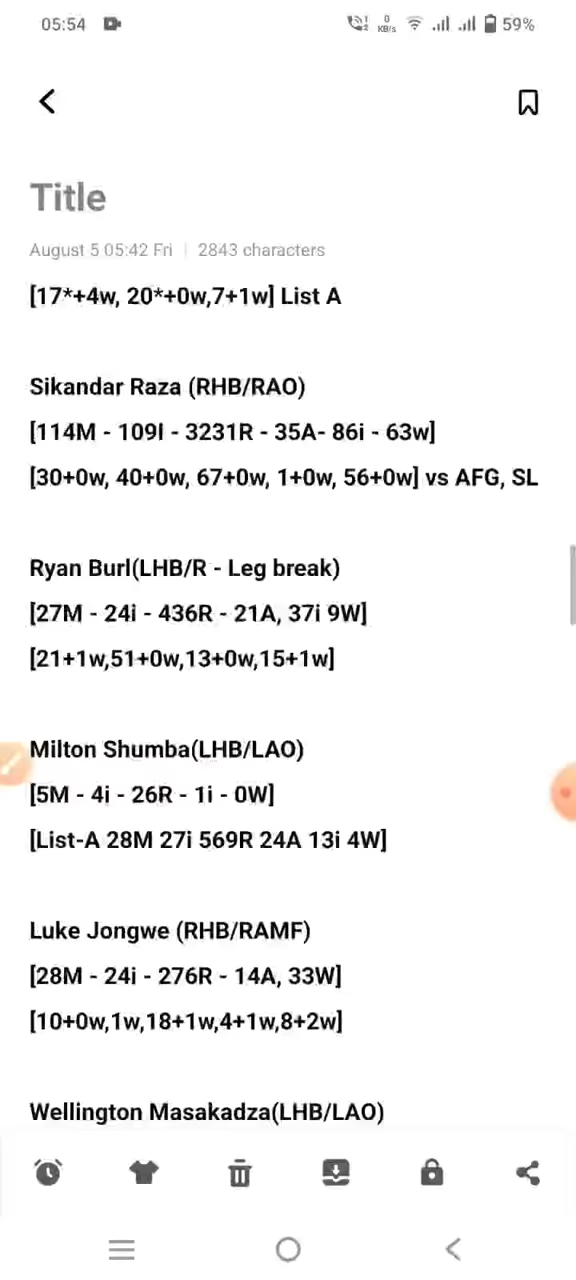 05:54 0 KB/s 59%
Title
August 5 05:42 Fri | 2843 characters
[17*+4w, 20*+0w,7+1w] List A
Sikandar Raza (RHB/RAO)
[114M - 109I - 3231R - 35A- 86i - 63w]
[30+0w, 40+0w, 67+0w, 1+0w, 56+0w] vs AFG, SL
Ryan Burl(LHB/R - Leg break)
[27M - 24i - 436R - 21A, 37i 9W]
[21+1w,51+0w,13+0w,15+1w]
Milton Shumba(LHB/LAO)
[5M - 4i - 26R - 1i - 0W]
[List-A 28M 27i 569R 24A 13i 4W]
Luke Jongwe (RHB/RAMF)
[28M - 24i - 276R - 14A, 33W]
[10+0w,1w,18+1w,4+1w,8+2w]
Wellington Masakadza(LHB/LAO)